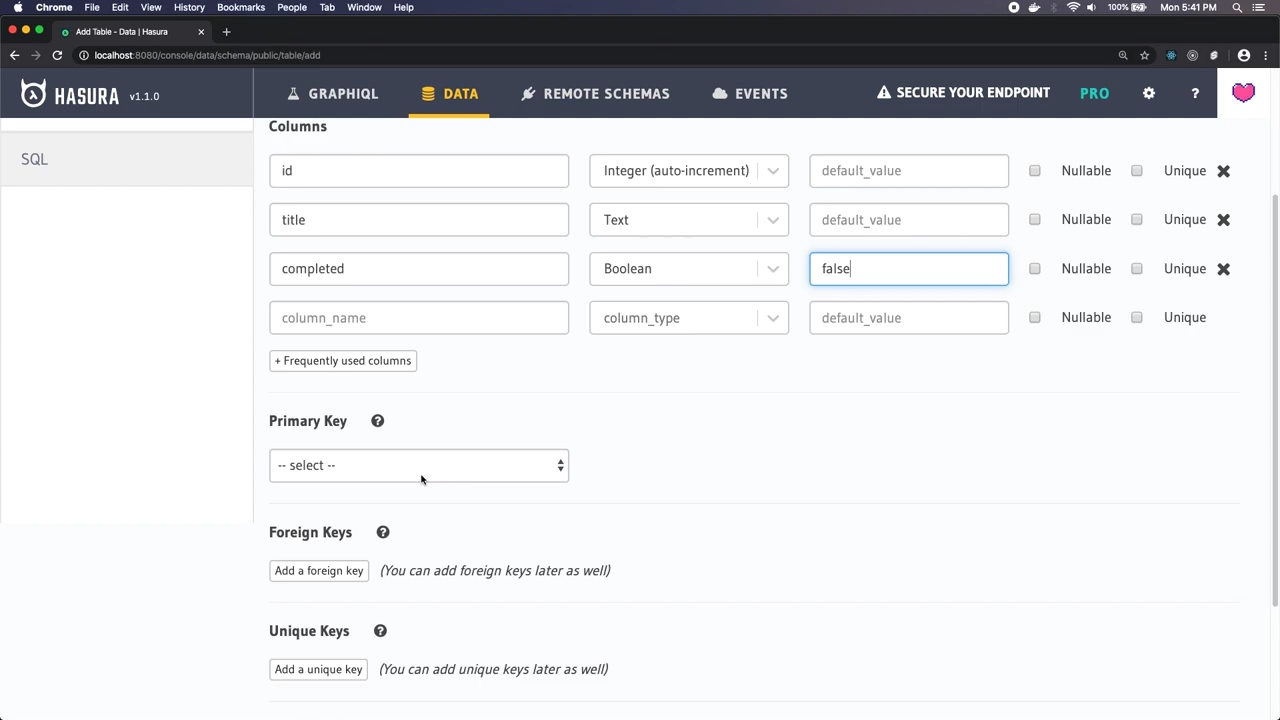 Chrome File Edit View History Bookmarks People Tab Window Help 100% Mon 5:41 PM
Add Table - Data | Hasura
localhost:8080/console/data/schema/public/table/add
HASURA v1.1.0 GRAPHIQL DATA REMOTE SCHEMAS EVENTS SECURE YOUR ENDPOINT PRO ?
Columns
SQL
id Integer (auto-increment) default_value Nullable Unique
title Text default_value Nullable Unique
completed Boolean false Nullable Unique
column_name column_type default_value Nullable Unique
+ Frequently used columns
Primary Key ?
-- select --
Foreign Keys ?
Add a foreign key (You can add foreign keys later as well)
Unique Keys ?
Add a unique key (You can add unique keys later as well)